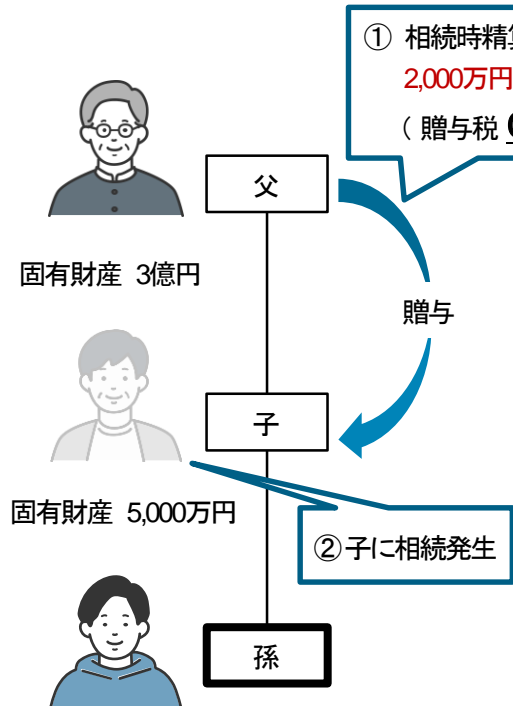 ① 相続時精
2,000万円
（ 贈与税
父
固有財産 3億円
贈与
子
固有財産 5,000万円
②子に相続発生
孫